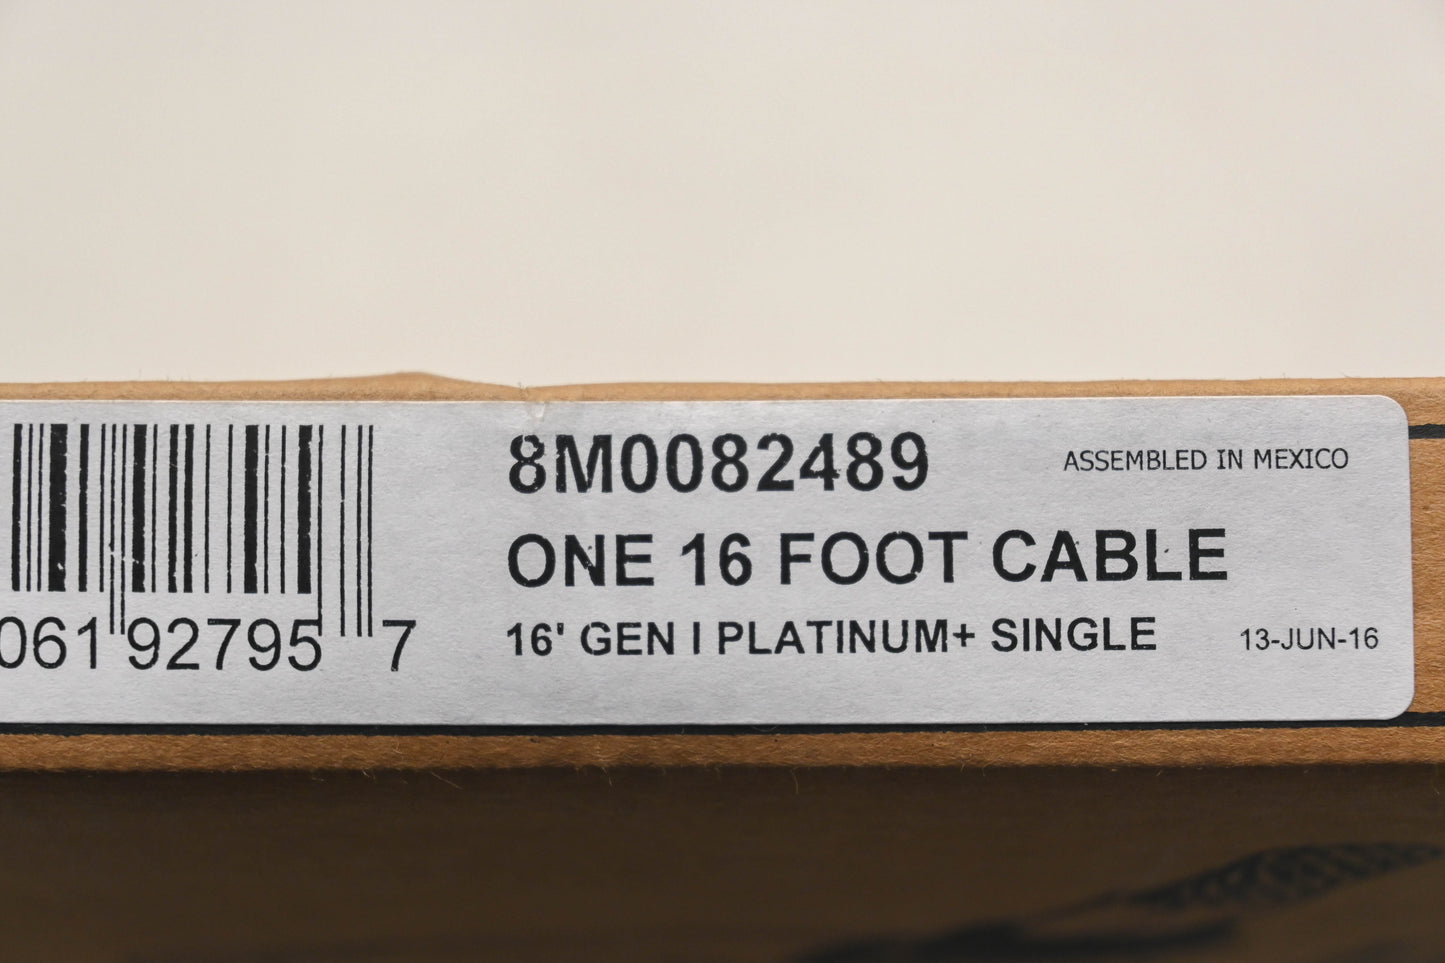 8M0082489
ASSEMBLED IN MEXICO
ONE 16 FOOT CABLE
16' GEN I PLATINUM+ SINGLE
13-JUN-16
061 92795 7